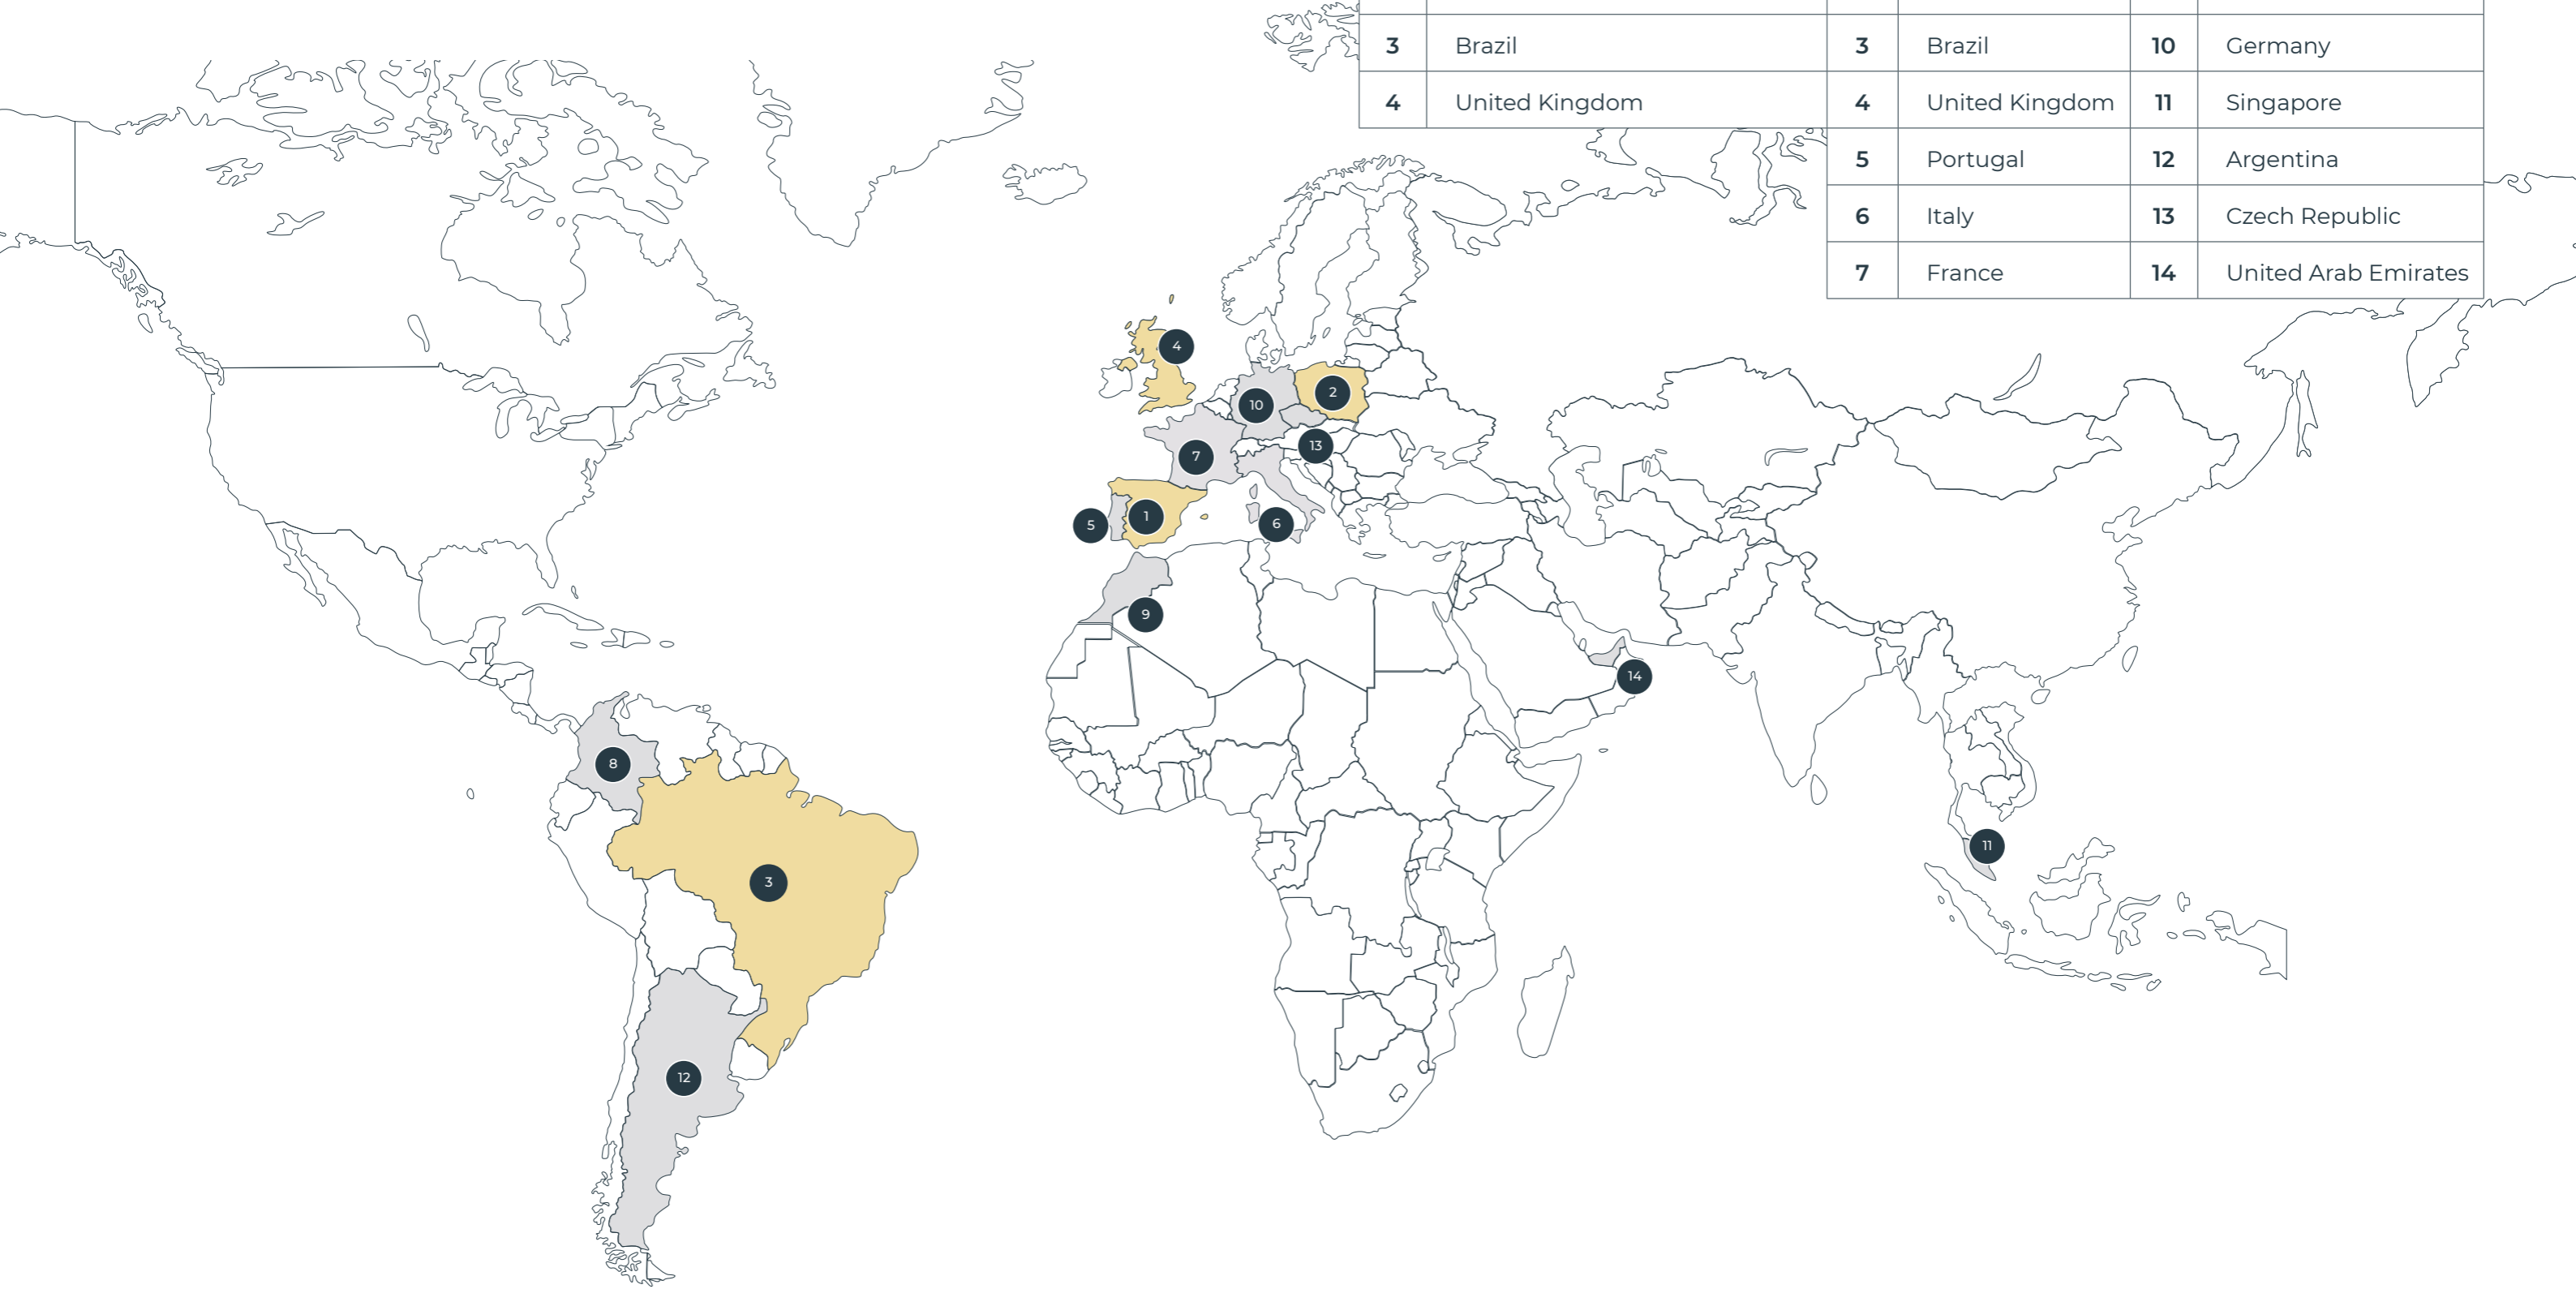 3 Brazil 3 Brazil 10 Germany
4 United Kingdom 4 United Kingdom 11 Singapore
5 Portugal 12 Argentina
6 Italy 13 Czech Republic
7 France 14 United Arab Emirates
4
2
10
13
7
1
5
6
9
14
8
11
3
12